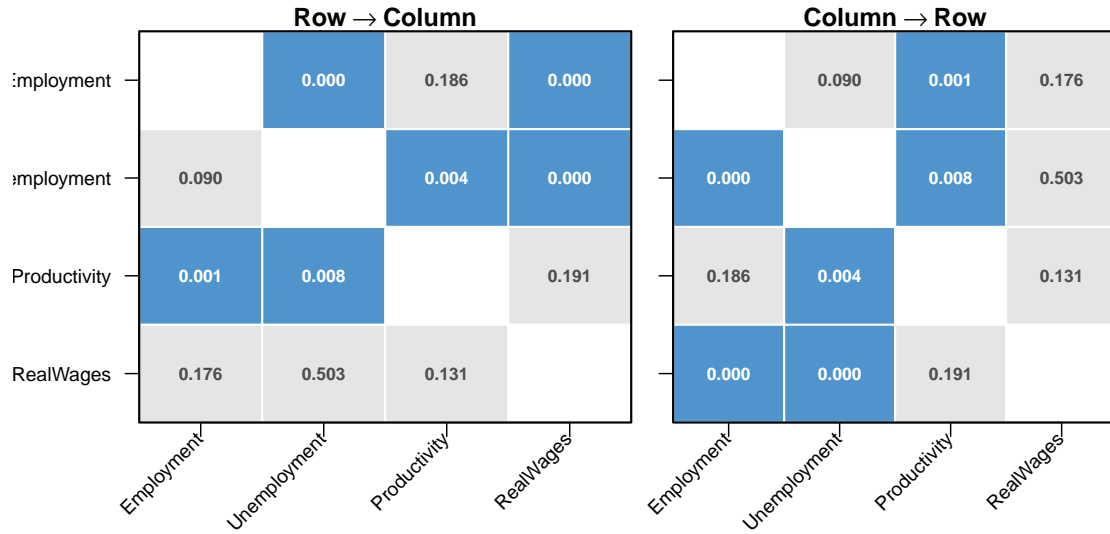 Row → Column Column → Row
Employment 0.000 0.186 0.000 0.090 0.001 0.176
employment 0.090 0.004 0.000 0.000 0.008 0.503
Productivity 0.001 0.008 0.191 0.186 0.004 0.131
RealWages 0.176 0.503 0.131 0.000 0.000 0.191
Employment Unemployment Productivity RealWages Employment Unemployment Productivity RealWages